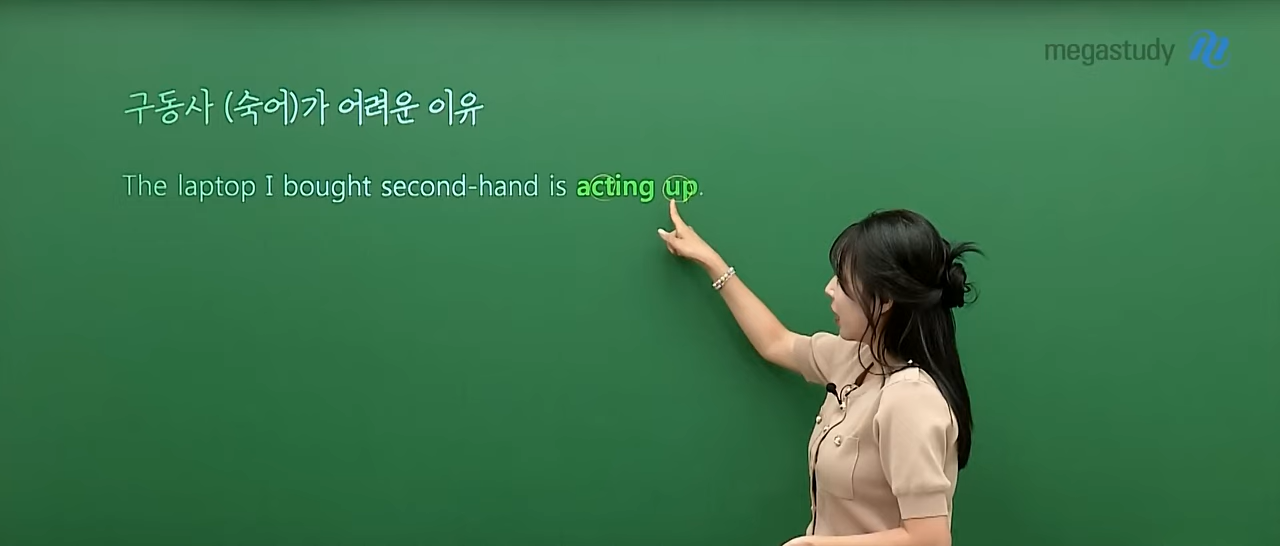 megastudy
구동사 (숙어)가 어려운 이유
The laptop I bought second-hand is acting up.